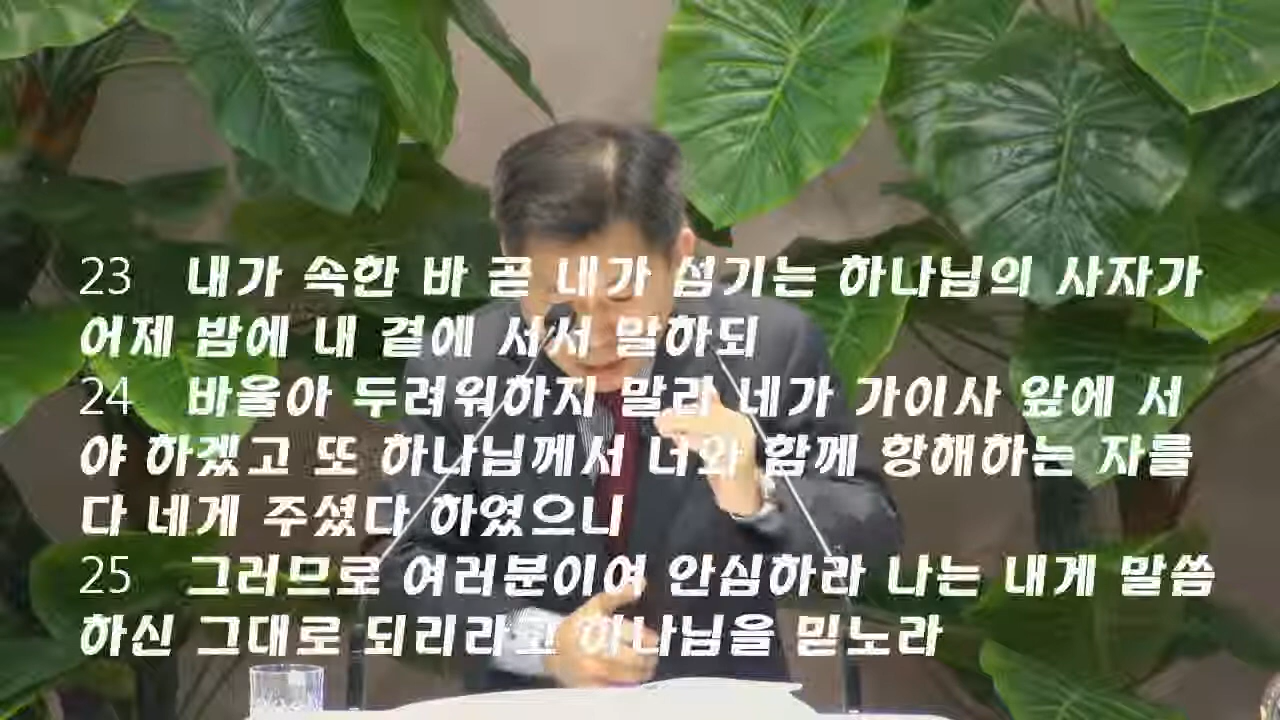 23 내가 속한 바 곧 내가 섬기는 하나님의 사자가
어제 밤에 내 곁에 서서 말하되
24 바울아 두려워하지 말라 네가 가이사 앞에 서
야 하겠고 또 하나님께서 너와 함께 항해하는 자를
다 네게 주셨다 하였으니
25 그러므로 여러분이여 안심하라 나는 내게 말씀
하신 그대로 되리라고 하나님을 믿노라